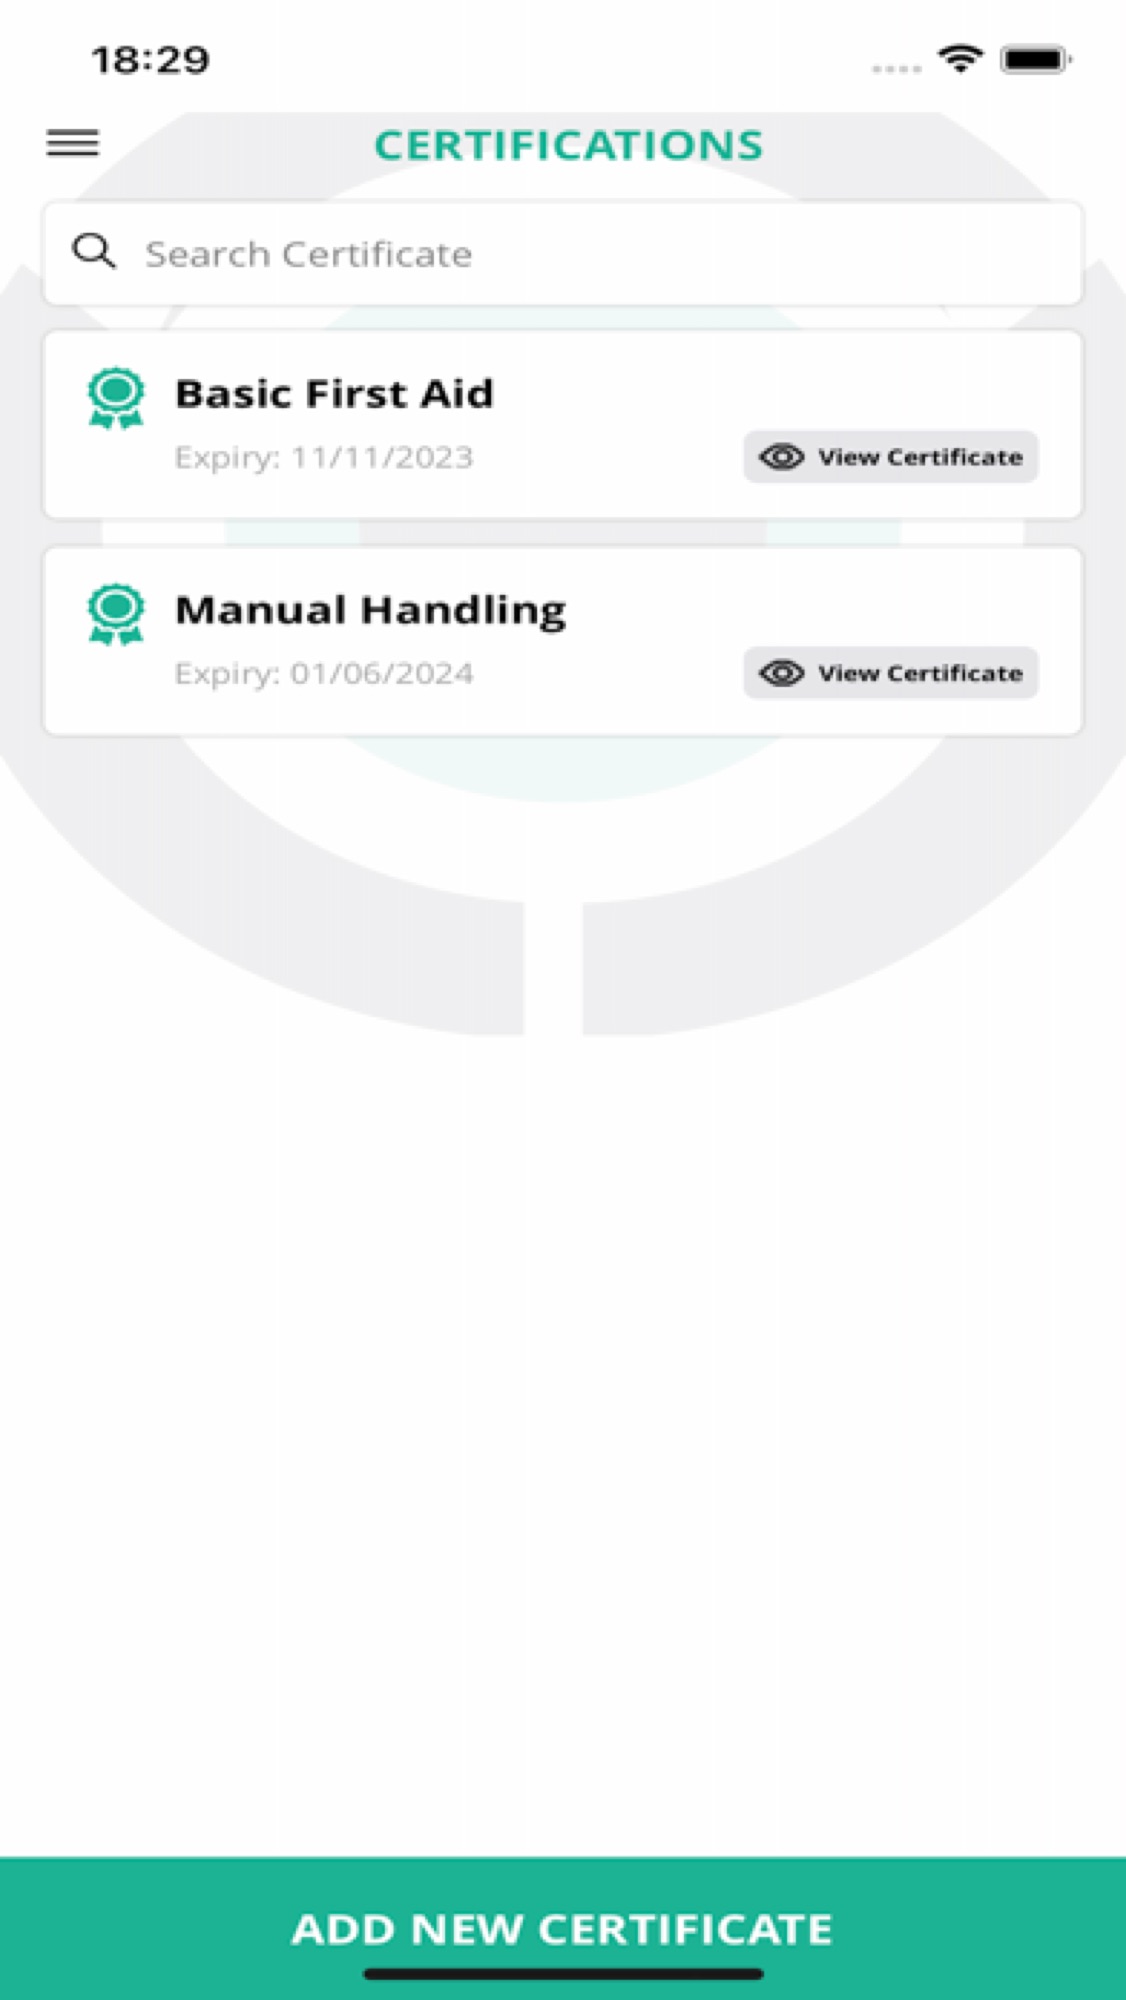 18:29
CERTIFICATIONS
Search Certificate
Basic First Aid
Expiry: 11/11/2023
View Certificate
Manual Handling
Expiry: 01/06/2024
View Certificate
ADD NEW CERTIFICATE